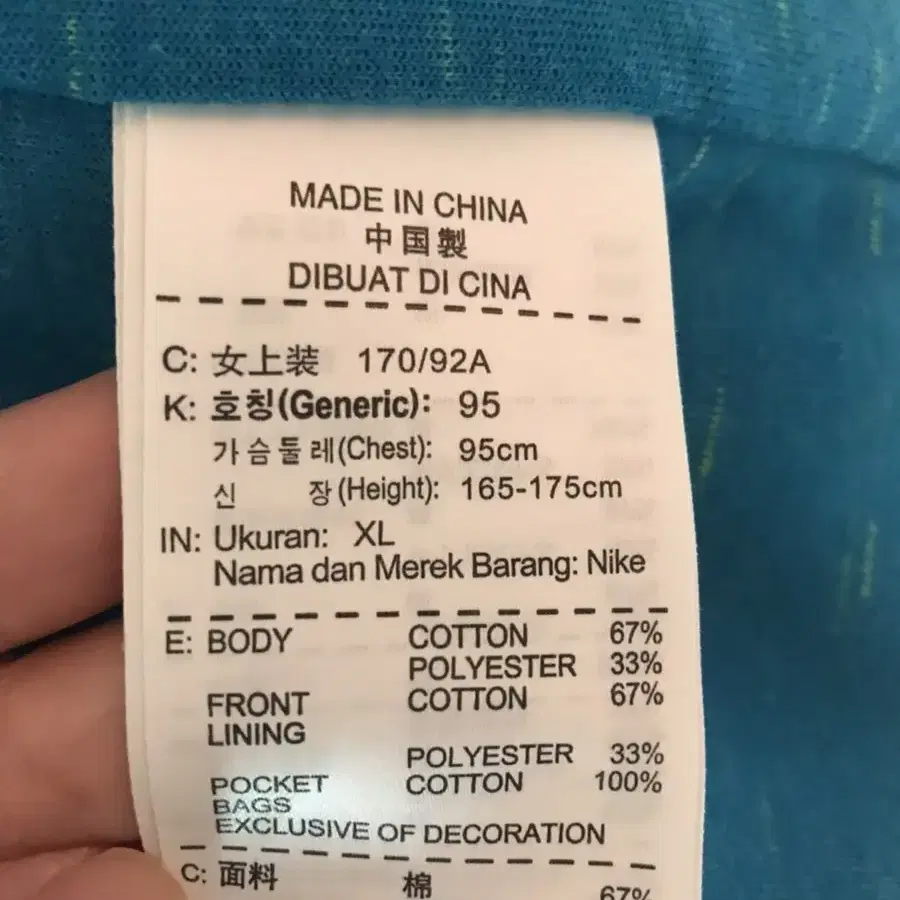 MADE IN CHINA
中国製
DIBUAT DI CINA
C: 女上装 170/92A
K: 호칭(Generic): 95
가슴둘레(Chest): 95cm
신 장(Height): 165-175cm
IN: Ukuran: XL
Nama dan Merek Barang: Nike
E: BODY COTTON 67%
POLYESTER 33%
FRONT COTTON 67%
LINING
POLYESTER 33%
POCKET COTTON 100%
BAGS
EXCLUSIVE OF DECORATION
C: 面料 棉 67%